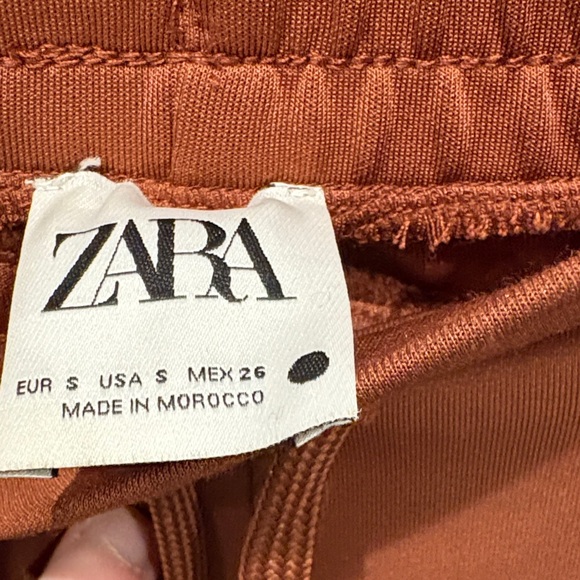 ZARA
EUR S USA S MEX 26
MADE IN MOROCCO